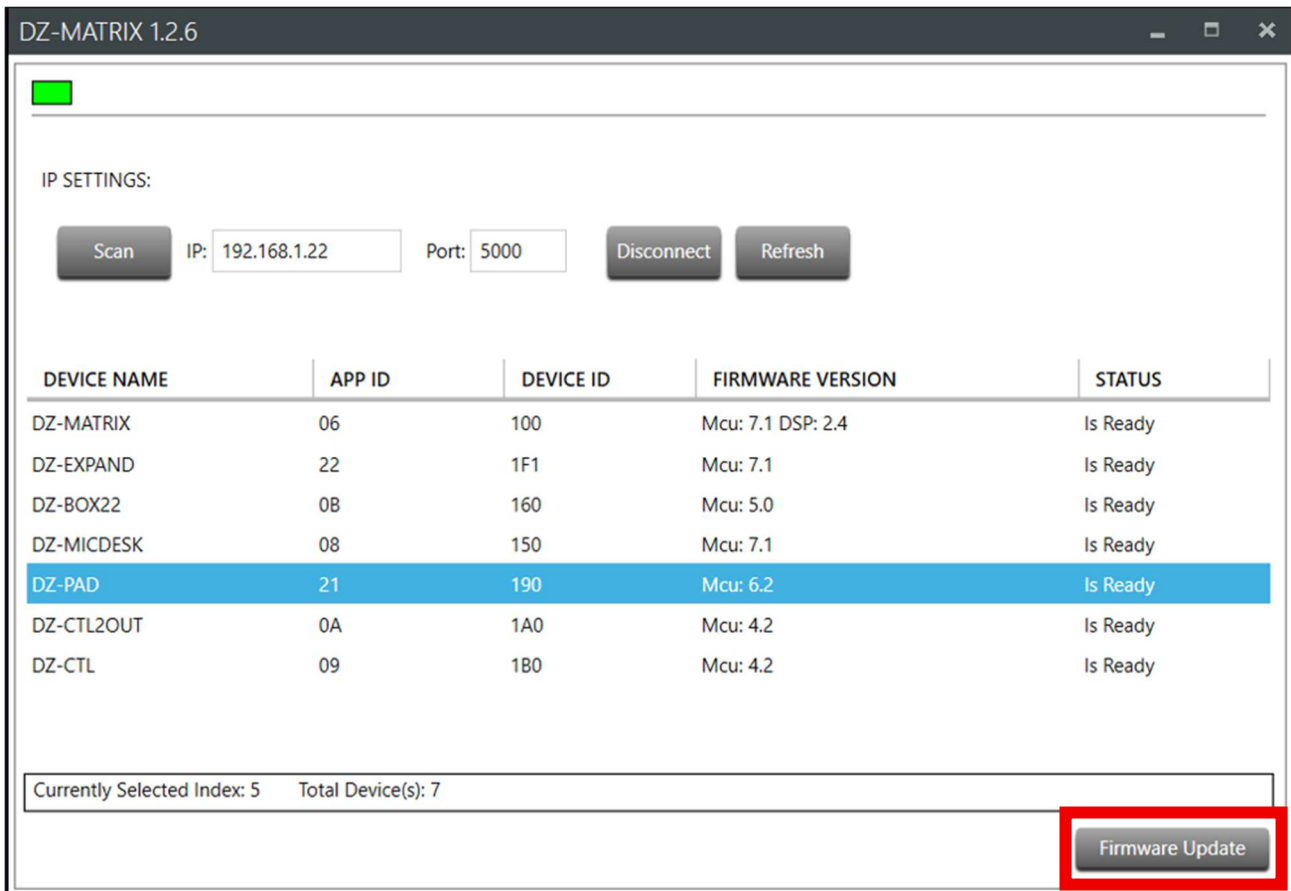 DZ-MATRIX 1.2.6
IP SETTINGS:
Scan IP: 192.168.1.22 Port: 5000 Disconnect Refresh
DEVICE NAME APP ID DEVICE ID FIRMWARE VERSION STATUS
DZ-MATRIX 06 100 Mcu: 7.1 DSP: 2.4 Is Ready
DZ-EXPAND 22 1F1 Mcu: 7.1 Is Ready
DZ-BOX22 0B 160 Mcu: 5.0 Is Ready
DZ-MICDESK 08 150 Mcu: 7.1 Is Ready
DZ-PAD 21 190 Mcu: 6.2 Is Ready
DZ-CTL2OUT 0A 1A0 Mcu: 4.2 Is Ready
DZ-CTL 09 1B0 Mcu: 4.2 Is Ready
Currently Selected Index: 5 Total Device(s): 7
Firmware Update